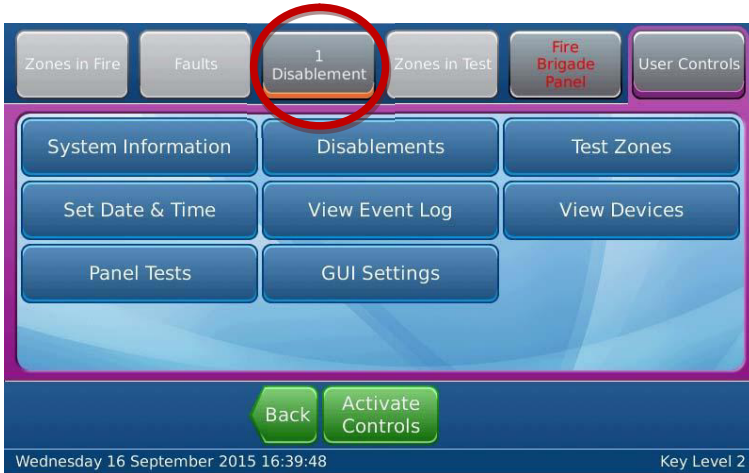 Zones in Fire
Faults
1
Disablement
Zones in Test
Fire
Brigade
Panel
User Controls
System Information
Disablements
Test Zones
Set Date & Time
View Event Log
View Devices
Panel Tests
GUI Settings
Back
Activate
Controls
Wednesday 16 September 2015 16:39:48
Key Level 2